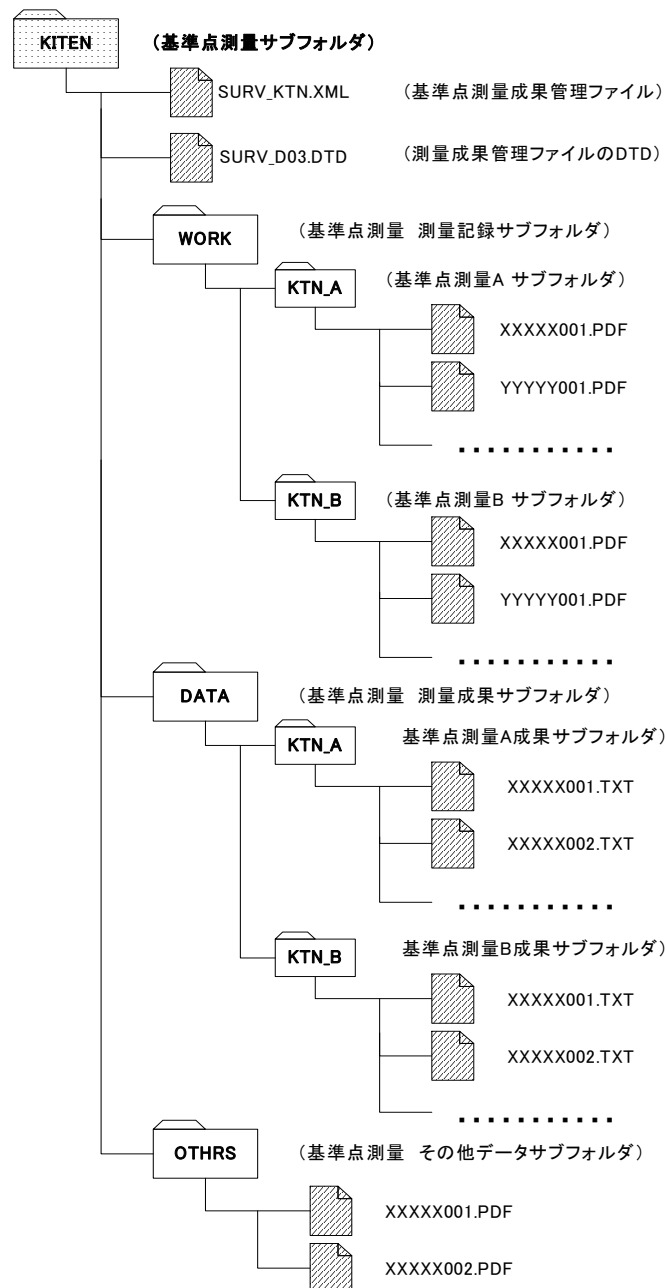 KITEN (基準点測量サブフォルダ)
SURV_KTN.XML (基準点測量成果管理ファイル)
SURV_D03.DTD (測量成果管理ファイルのDTD)
WORK (基準点測量 測量記録サブフォルダ)
KTN_A (基準点測量A サブフォルダ)
XXXXX001.PDF
YYYYY001.PDF
...........
KTN_B (基準点測量B サブフォルダ)
XXXXX001.PDF
YYYYY001.PDF
...........
DATA (基準点測量 測量成果サブフォルダ)
KTN_A 基準点測量A成果サブフォルダ)
XXXXX001.TXT
XXXXX002.TXT
...........
KTN_B 基準点測量B成果サブフォルダ)
XXXXX001.TXT
XXXXX002.TXT
...........
OTHRS (基準点測量 その他データサブフォルダ)
XXXXX001.PDF
XXXXX002.PDF